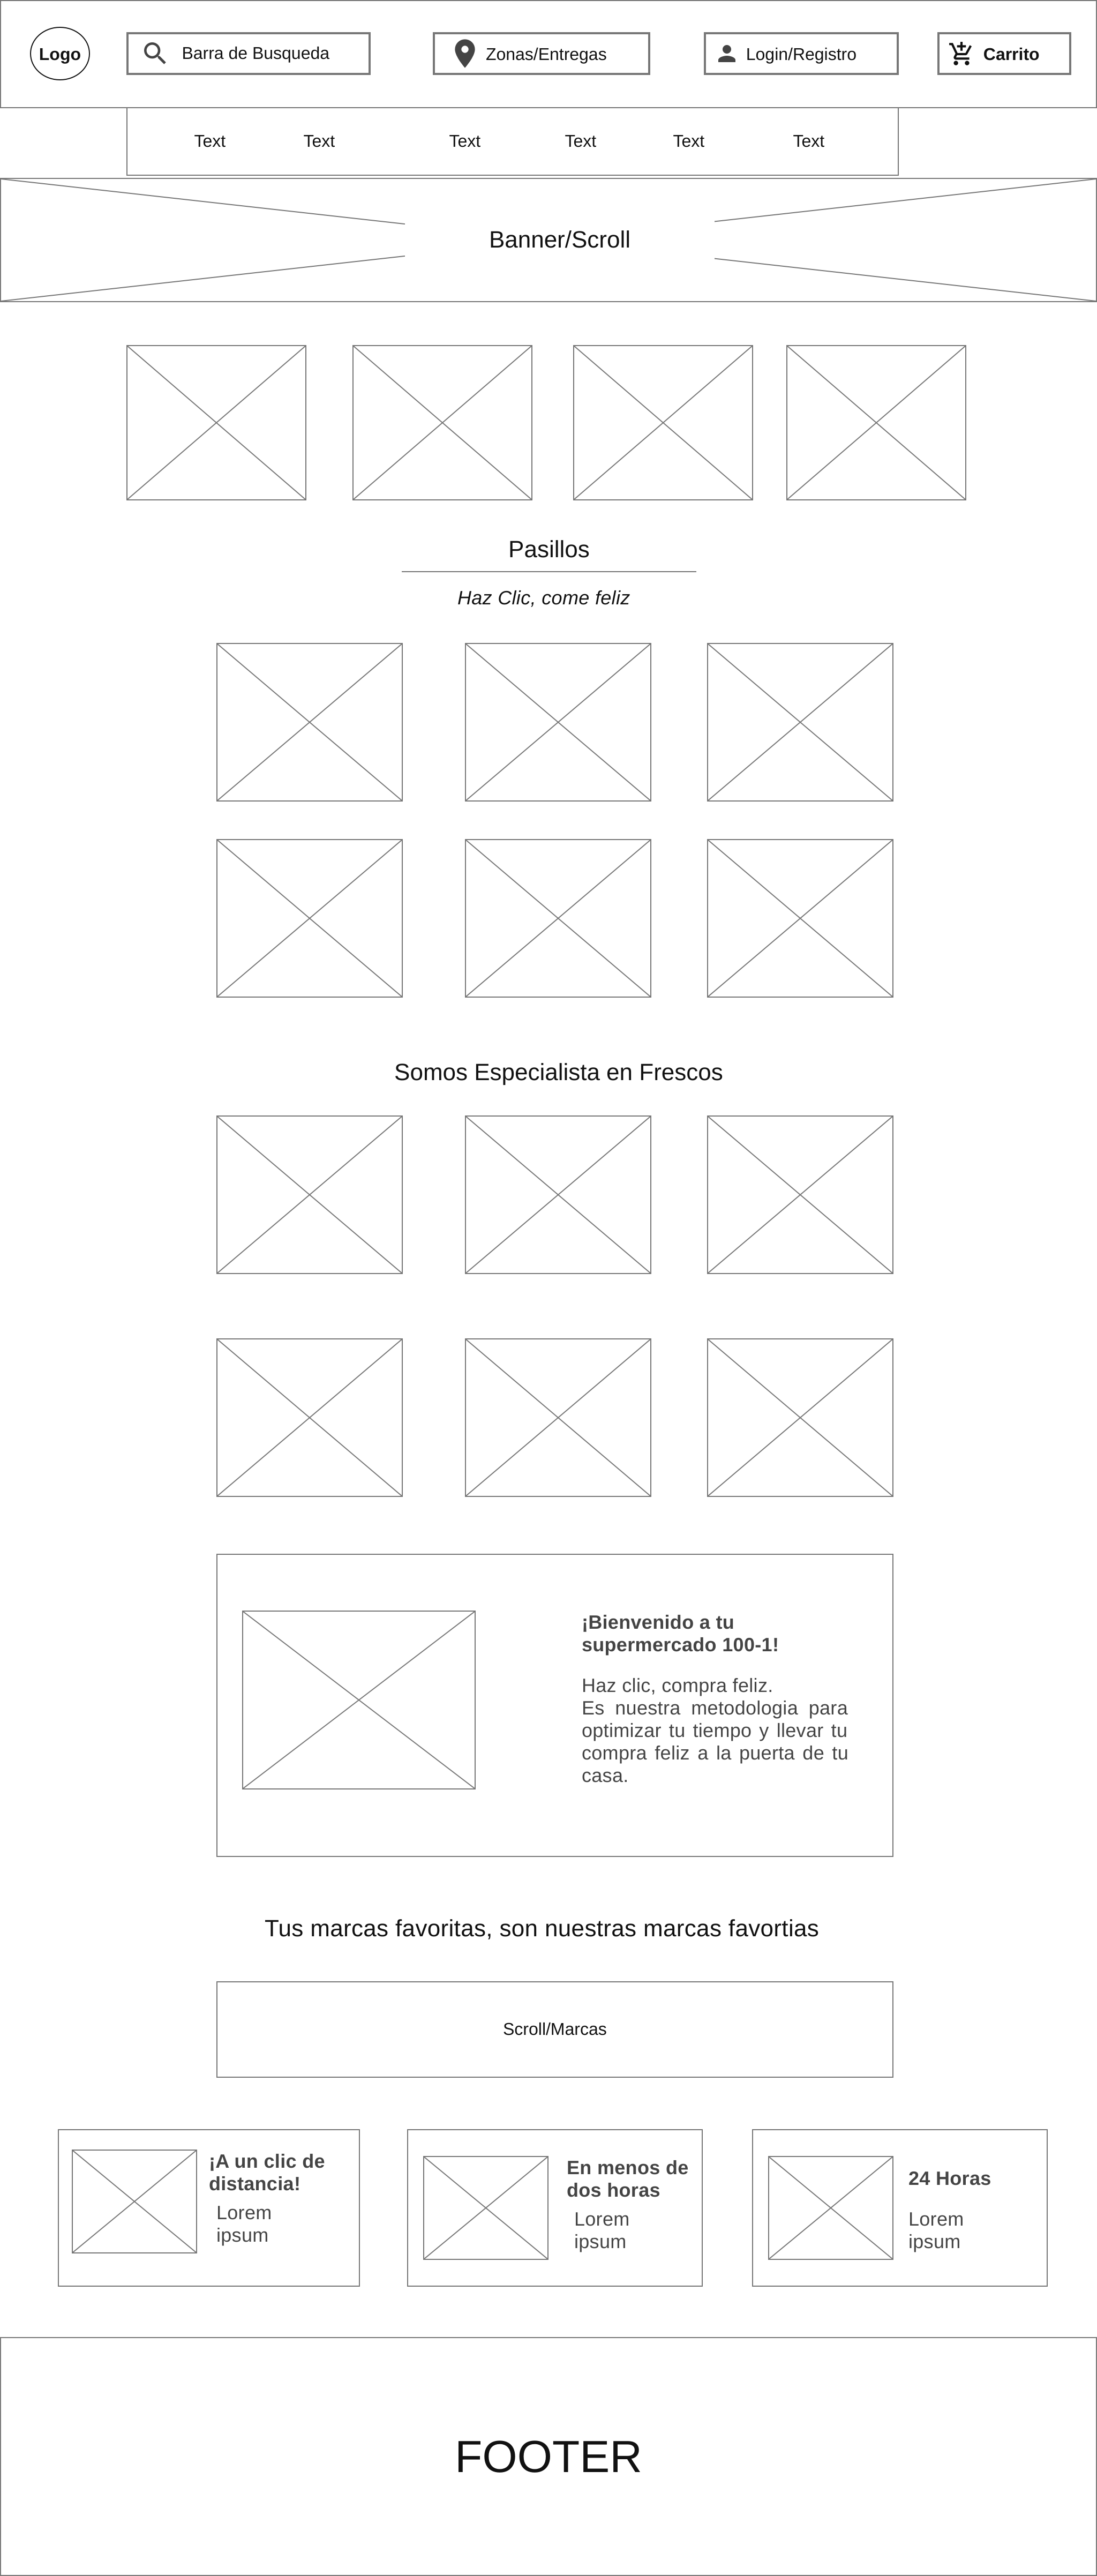 Logo
Barra de Busqueda
Zonas/Entregas
Login/Registro
Carrito
Text
Text
Text
Text
Text
Text
Banner/Scroll
Pasillos
Haz Clic, come feliz
Somos Especialista en Frescos
¡Bienvenido a tu
supermercado 100-1!
Haz clic, compra feliz.
Es nuestra metodologia para
optimizar tu tiempo y llevar tu
compra feliz a la puerta de tu
casa.
Tus marcas favoritas, son nuestras marcas favortias
Scroll/Marcas
¡A un clic de
distancia!
Lorem
ipsum
En menos de
dos horas
Lorem
ipsum
24 Horas
Lorem
ipsum
FOOTER